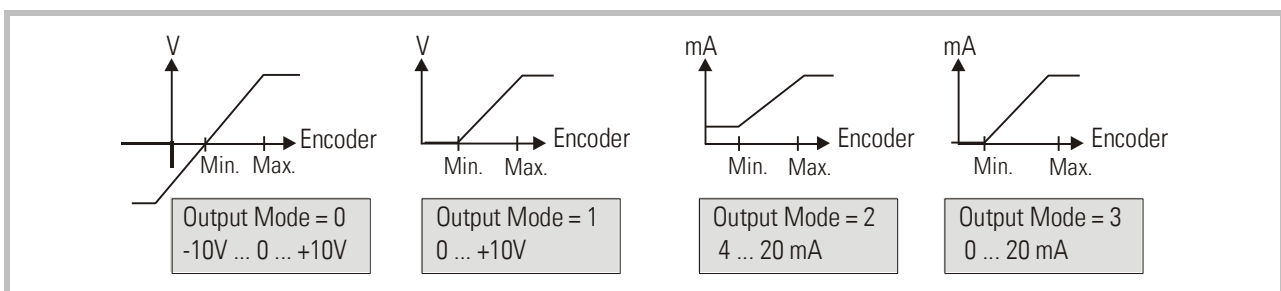 V
Encoder
Min. Max.
Output Mode = 0
-10V ... 0 ... +10V
V
Encoder
Min. Max.
Output Mode = 1
0 ... +10V
mA
Encoder
Min. Max.
Output Mode = 2
4 ... 20 mA
mA
Encoder
Min. Max.
Output Mode = 3
0 ... 20 mA